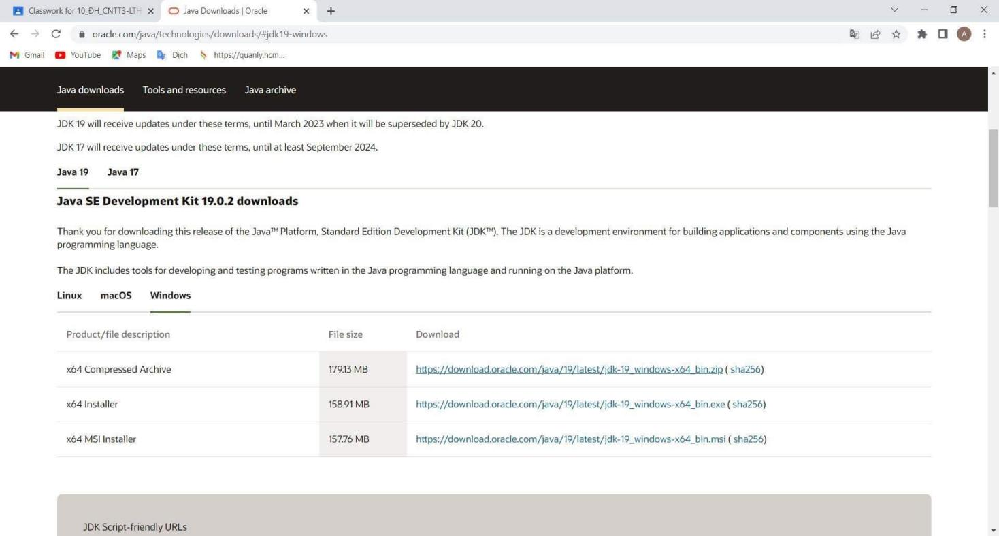 Classwork for 10_ĐH_CNTT3-LTH
Java Downloads | Oracle
oracle.com/java/technologies/downloads/#jdk19-windows
A
Gmail
YouTube
Maps
Dịch
https://quanly.hcm...
Java downloads
Tools and resources
Java archive
JDK 19 will receive updates under these terms, until March 2023 when it will be superseded by JDK 20.
JDK 17 will receive updates under these terms, until at least September 2024.
Java 19
Java 17
Java SE Development Kit 19.0.2 downloads
Thank you for downloading this release of the Java™ Platform, Standard Edition Development Kit (JDK™). The JDK is a development environment for building applications and components using the Java
programming language.
The JDK includes tools for developing and testing programs written in the Java programming language and running on the Java platform.
Linux
macOS
Windows
Product/file description
File size
Download
x64 Compressed Archive
179.13 MB
https://download.oracle.com/java/19/latest/jdk-19_windows-x64_bin.zip ( sha256)
x64 Installer
158.91 MB
https://download.oracle.com/java/19/latest/jdk-19_windows-x64_bin.exe ( sha256)
x64 MSI Installer
157.76 MB
https://download.oracle.com/java/19/latest/jdk-19_windows-x64_bin.msi ( sha256)
JDK Script-friendly URLs